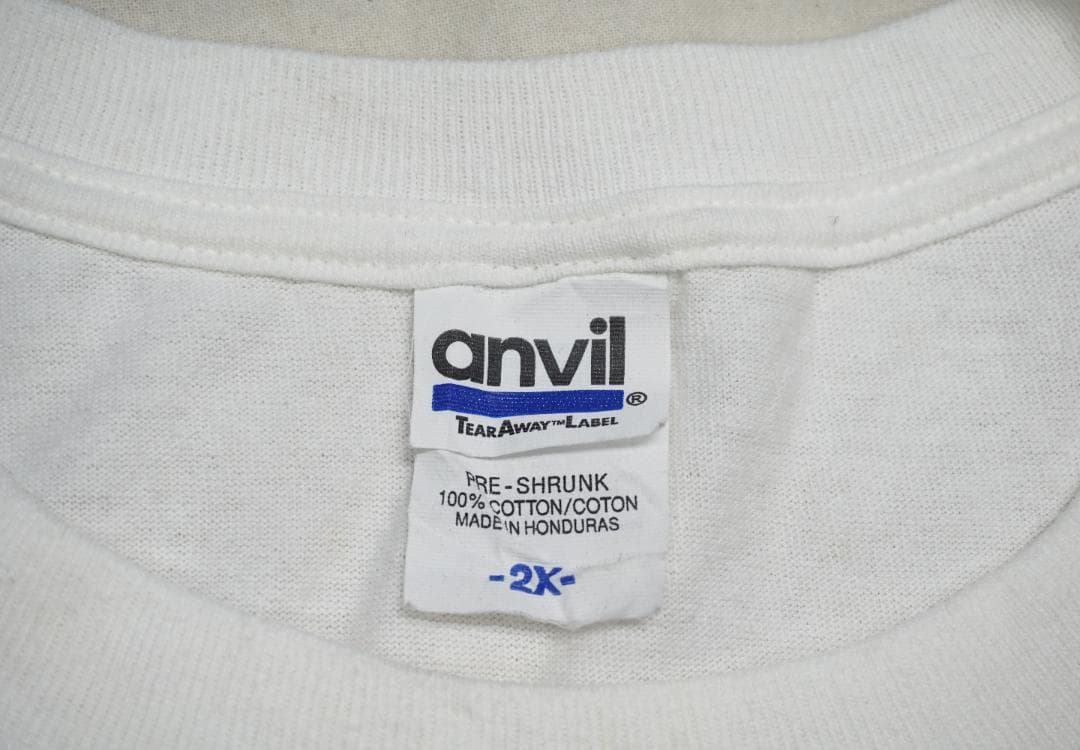 anvil®
TEARAWAY™LABEL
PRE-SHRUNK
100% COTTON/COTON
MADE IN HONDURAS
-2X-